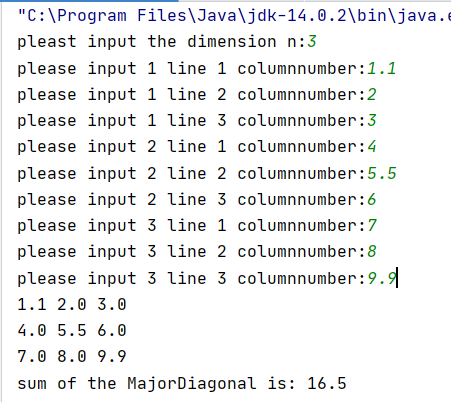 "C:\Program Files\Java\jdk-14.0.2\bin\java.e
pleast input the dimension n:3
please input 1 line 1 columnnumber:1.1
please input 1 line 2 columnnumber:2
please input 1 line 3 columnnumber:3
please input 2 line 1 columnnumber:4
please input 2 line 2 columnnumber:5.5
please input 2 line 3 columnnumber:6
please input 3 line 1 columnnumber:7
please input 3 line 2 columnnumber:8
please input 3 line 3 columnnumber:9.9
1.1 2.0 3.0
4.0 5.5 6.0
7.0 8.0 9.9
sum of the MajorDiagonal is: 16.5